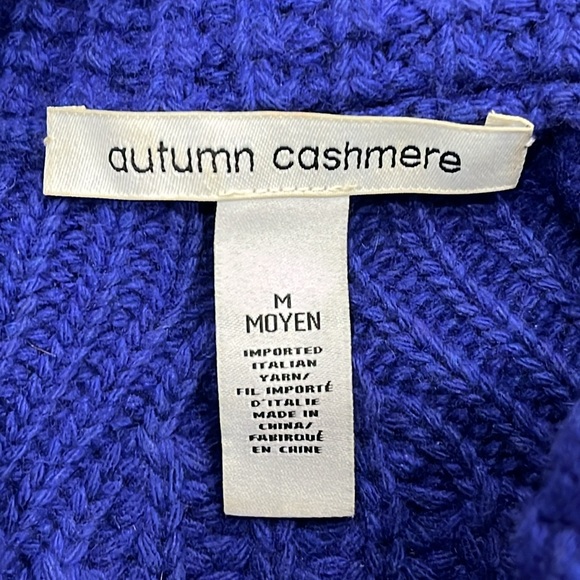 autumn cashmere
M
MOYEN
IMPORTED
ITALIAN
YARN/
FIL IMPORTÉ
D'ITALIE
MADE IN
CHINA/
FABRIQUÉ
EN CHINE